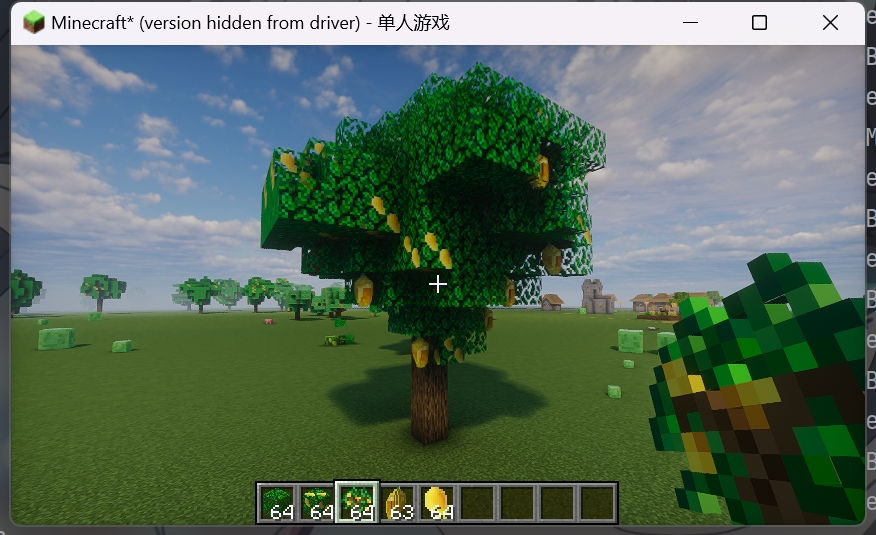 Minecraft* (version hidden from driver) - 单人游戏
64 64 64 63 64